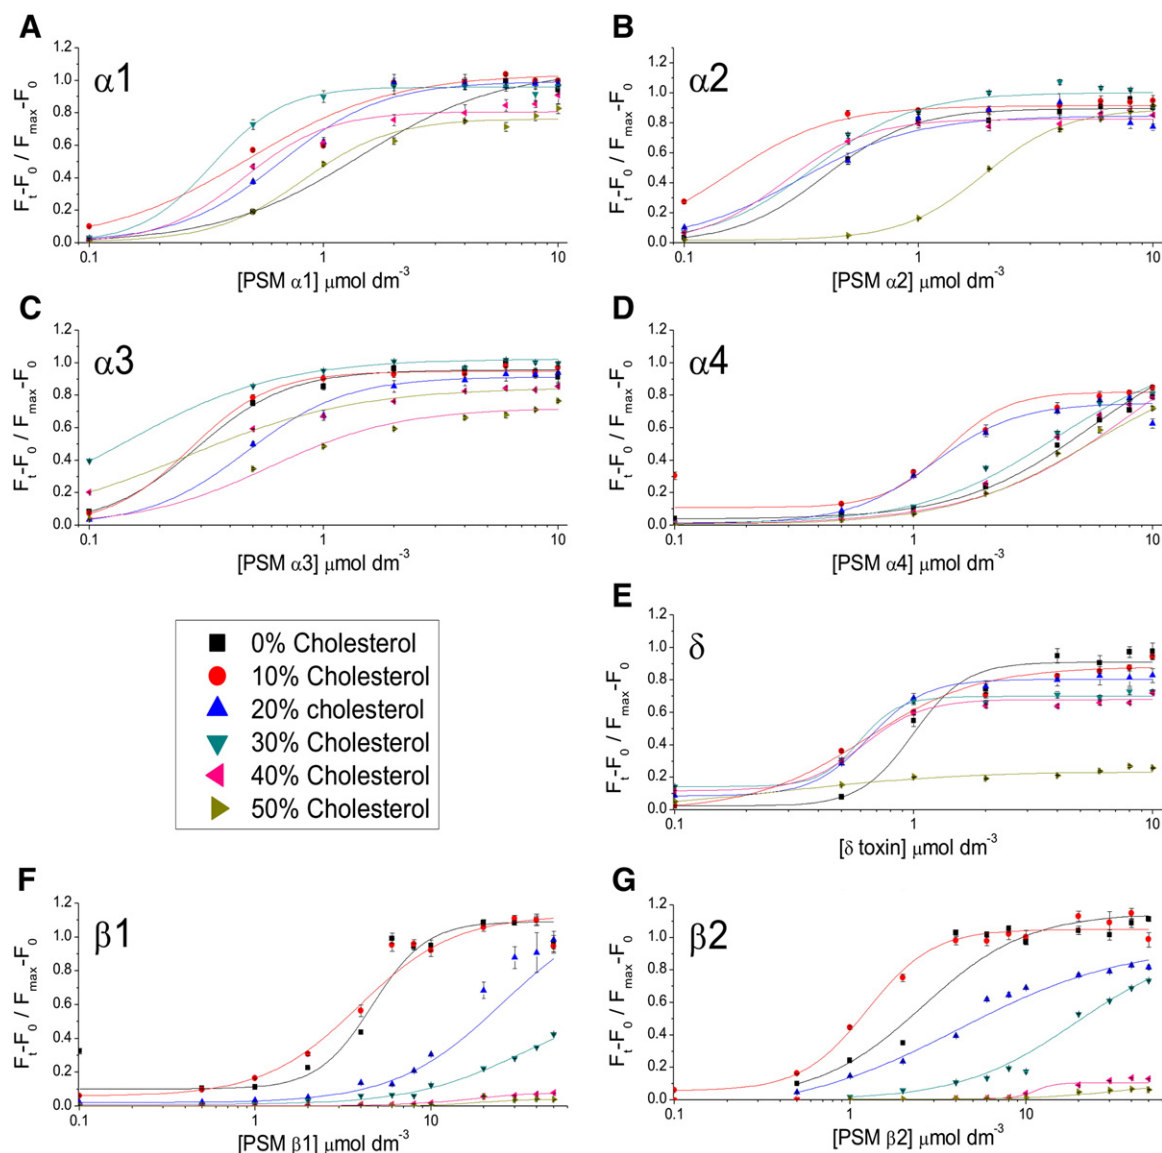 A
B
α1
α2
F_t-F_0 / F_max-F_0
1.2
1.0
0.8
0.6
0.4
0.2
0.0
0.1
1
10
[PSM α1] μmol dm⁻³
F_t-F_0 / F_max-F_0
1.2
1.0
0.8
0.6
0.4
0.2
0.0
0.1
1
10
[PSM α2] μmol dm⁻³
C
D
α3
α4
F_t-F_0 / F_max-F_0
1.2
1.0
0.8
0.6
0.4
0.2
0.0
0.1
1
10
[PSM α3] μmol dm⁻³
F_t-F_0 / F_max-F_0
1.2
1.0
0.8
0.6
0.4
0.2
0.0
0.1
1
10
[PSM α4] μmol dm⁻³
0% Cholesterol
10% Cholesterol
20% cholesterol
30% Cholesterol
40% Cholesterol
50% Cholesterol
E
δ
F_t-F_0 / F_max-F_0
1.2
1.0
0.8
0.6
0.4
0.2
0.0
0.1
1
10
[δ toxin] μmol dm⁻³
F
G
β1
β2
F_t-F_0 / F_max-F_0
1.2
1.0
0.8
0.6
0.4
0.2
0.0
0.1
1
10
[PSM β1] μmol dm⁻³
F_t-F_0 / F_max-F_0
1.2
1.0
0.8
0.6
0.4
0.2
0.0
0.1
1
10
[PSM β2] μmol dm⁻³